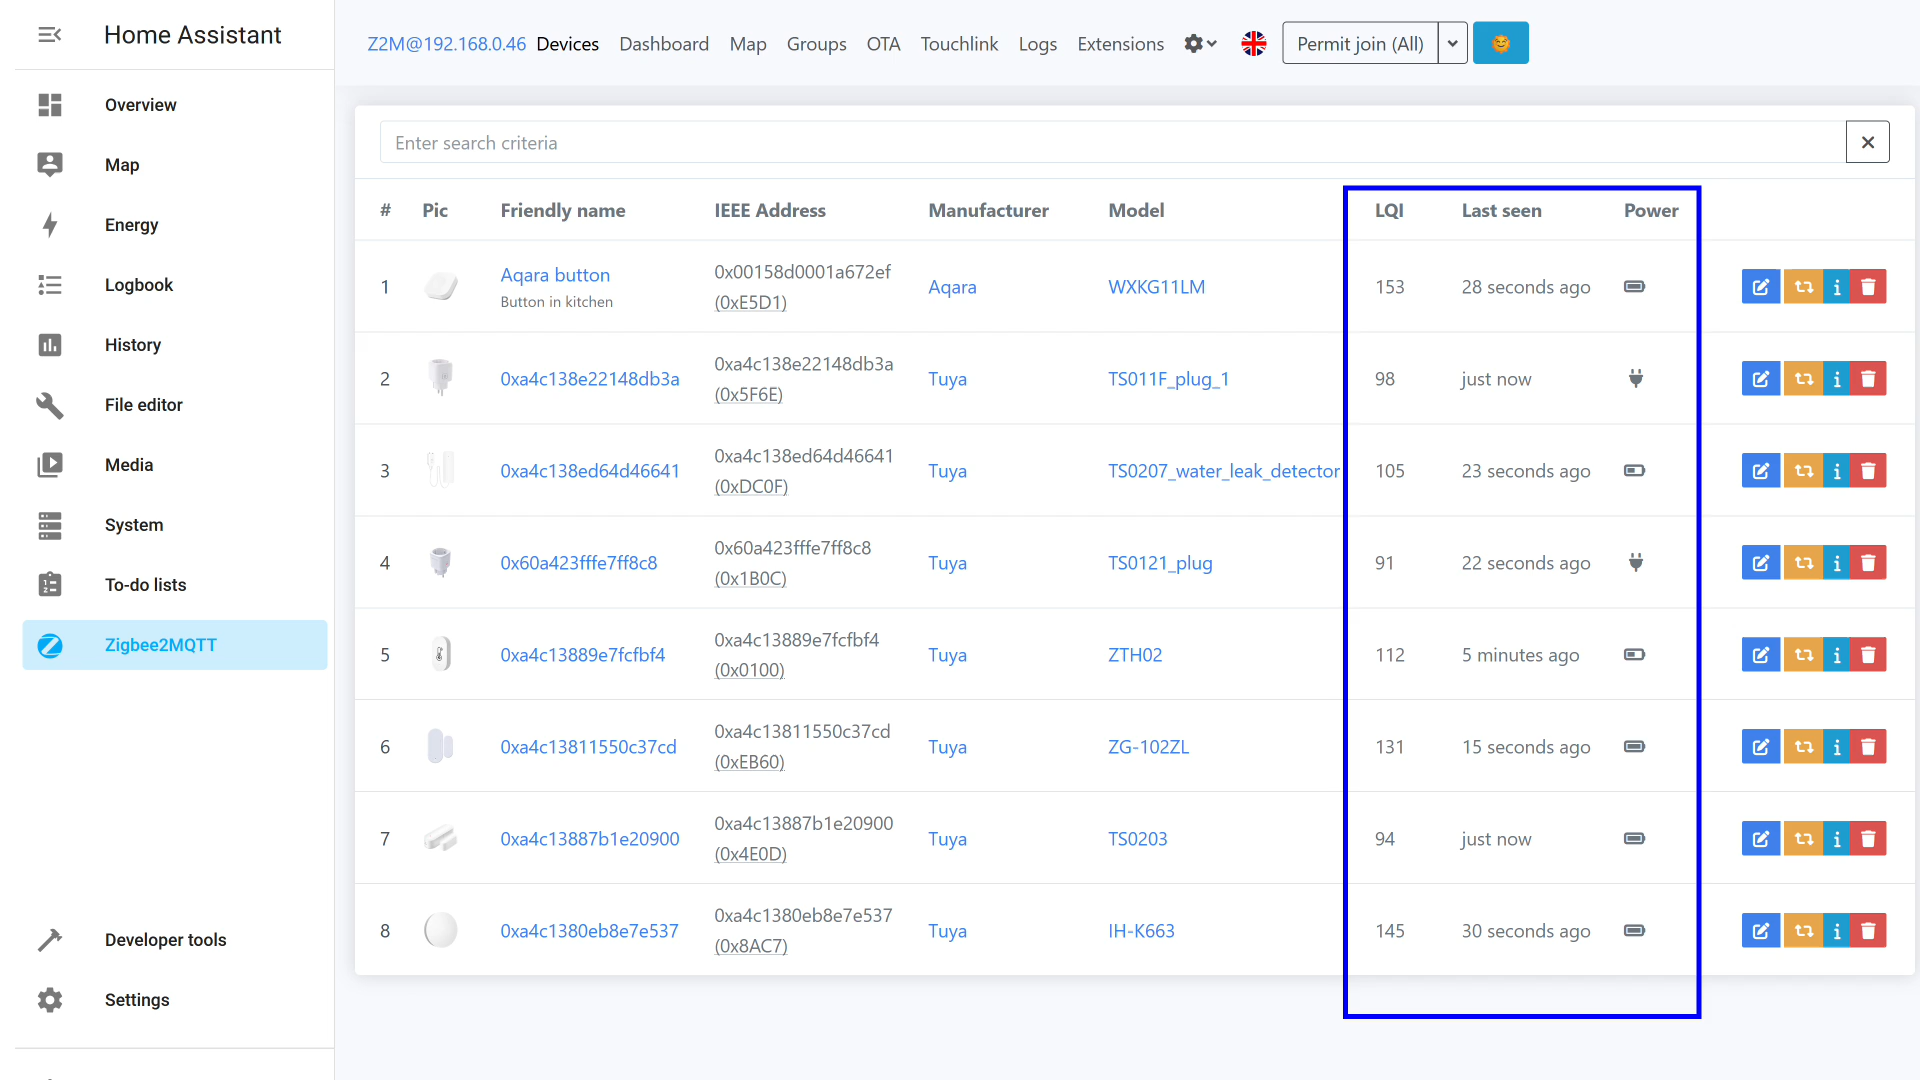 Home Assistant
Z2M@192.168.0.46 Devices Dashboard Map Groups OTA Touchlink Logs Extensions Permit join (All)
Overview
Map
Energy
Logbook
History
File editor
Media
System
To-do lists
Zigbee2MQTT
Developer tools
Settings
Enter search criteria
# Pic Friendly name IEEE Address Manufacturer Model LQI Last seen Power
1 Aqara button 0x00158d0001a672ef Aqara WXKG11LM 153 28 seconds ago
Button in kitchen (0xE5D1)
2 0xa4c138e22148db3a 0xa4c138e22148db3a Tuya TS011F_plug_1 98 just now
(0x5F6E)
3 0xa4c138ed64d46641 0xa4c138ed64d46641 Tuya TS0207_water_leak_detector 105 23 seconds ago
(0xDC0F)
4 0x60a423fffe7ff8c8 0x60a423fffe7ff8c8 Tuya TS0121_plug 91 22 seconds ago
(0x1B0C)
5 0xa4c13889e7fcfbf4 0xa4c13889e7fcfbf4 Tuya ZTH02 112 5 minutes ago
(0x0100)
6 0xa4c13811550c37cd 0xa4c13811550c37cd Tuya ZG-102ZL 131 15 seconds ago
(0xEB60)
7 0xa4c13887b1e20900 0xa4c13887b1e20900 Tuya TS0203 94 just now
(0x4E0D)
8 0xa4c1380eb8e7e537 0xa4c1380eb8e7e537 Tuya IH-K663 145 30 seconds ago
(0x8AC7)